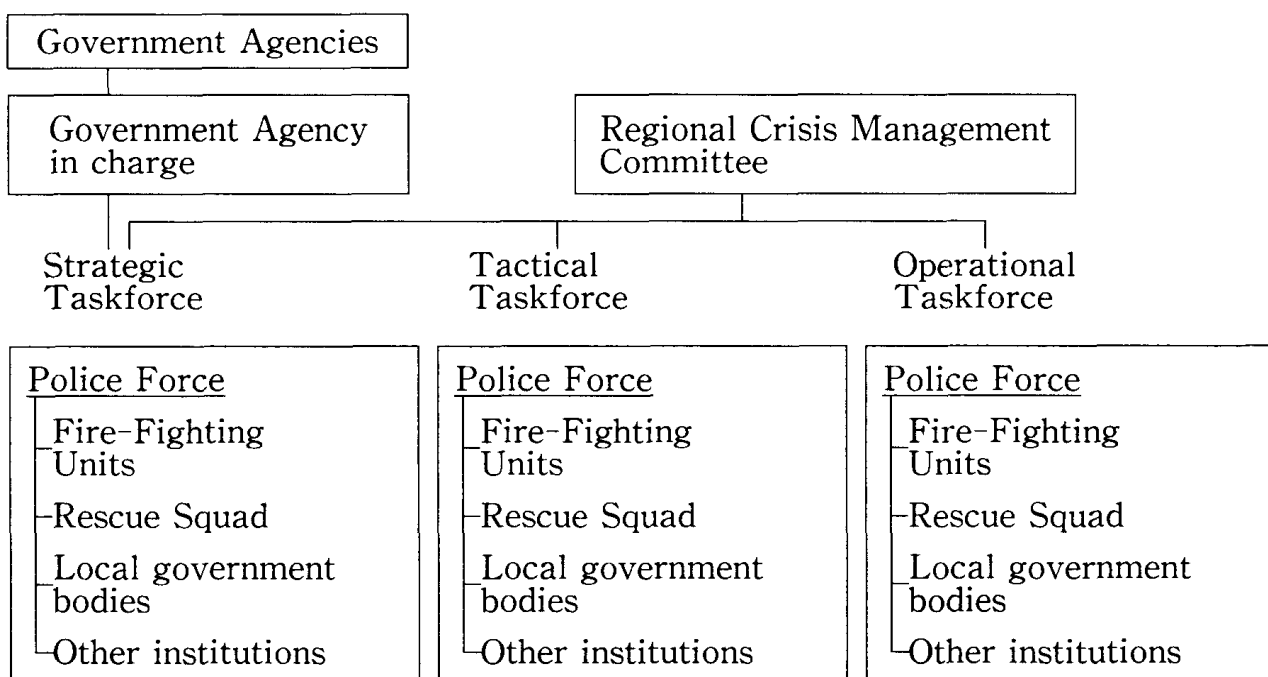 Government Agencies
Government Agency
in charge
Regional Crisis Management
Committee
Strategic
Taskforce
Tactical
Taskforce
Operational
Taskforce
Police Force
Fire-Fighting
Units
Rescue Squad
Local government
bodies
Other institutions
Police Force
Fire-Fighting
Units
Rescue Squad
Local government
bodies
Other institutions
Police Force
Fire-Fighting
Units
Rescue Squad
Local government
bodies
Other institutions